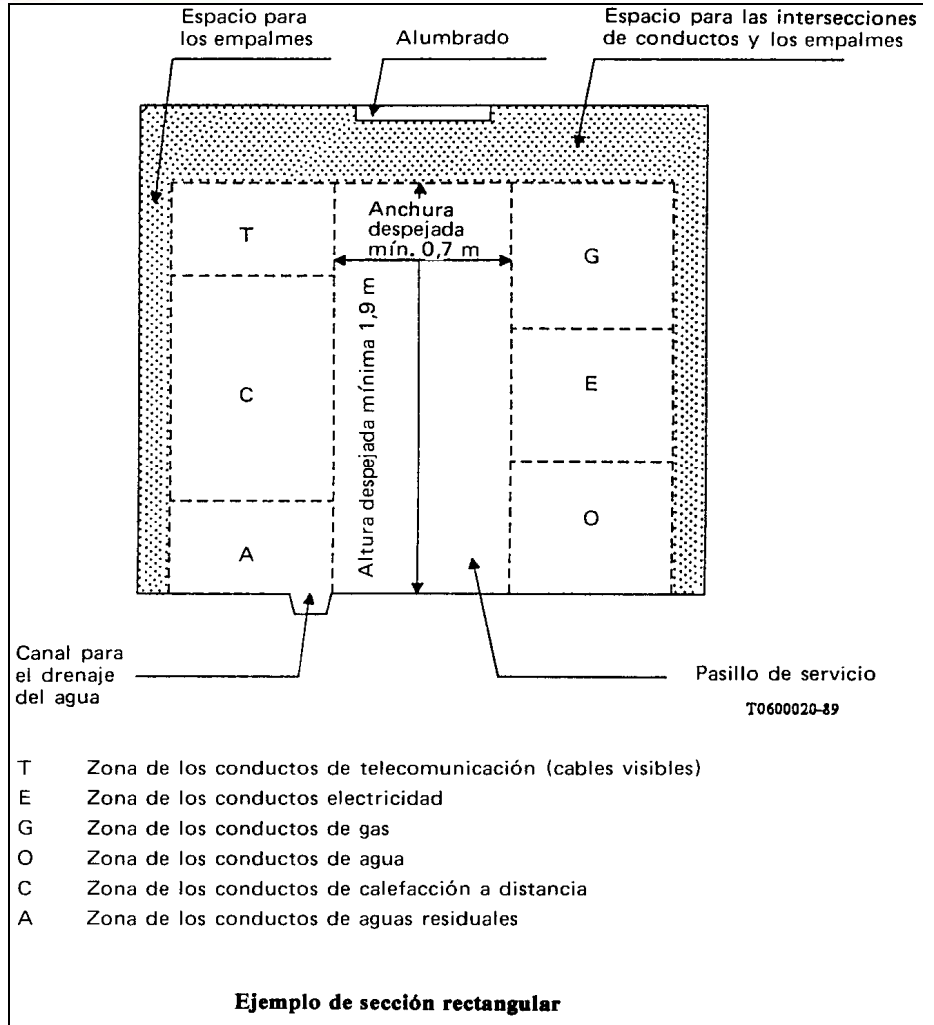 Espacio para
los empalmes
Alumbrado
Espacio para las intersecciones
de conductos y los empalmes
T
Anchura
despejada
mín. 0,7 m
G
Altura despejada mínima 1,9 m
C
E
A
O
Canal para
el drenaje
del agua
Pasillo de servicio
T0600020-89
T Zona de los conductos de telecomunicación (cables visibles)
E Zona de los conductos electricidad
G Zona de los conductos de gas
O Zona de los conductos de agua
C Zona de los conductos de calefacción a distancia
A Zona de los conductos de aguas residuales
Ejemplo de sección rectangular